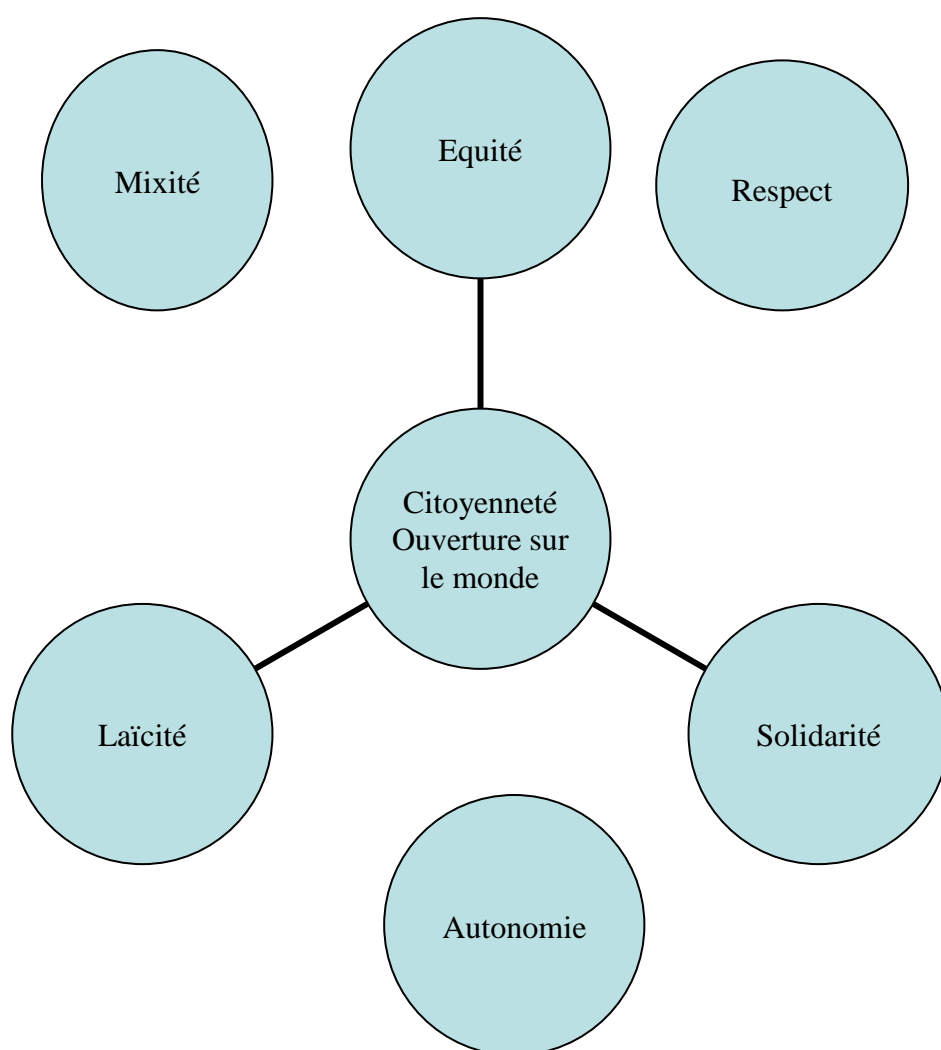 Mixité
Equité
Respect
Citoyenneté
Ouverture sur
le monde
Laïcité
Solidarité
Autonomie